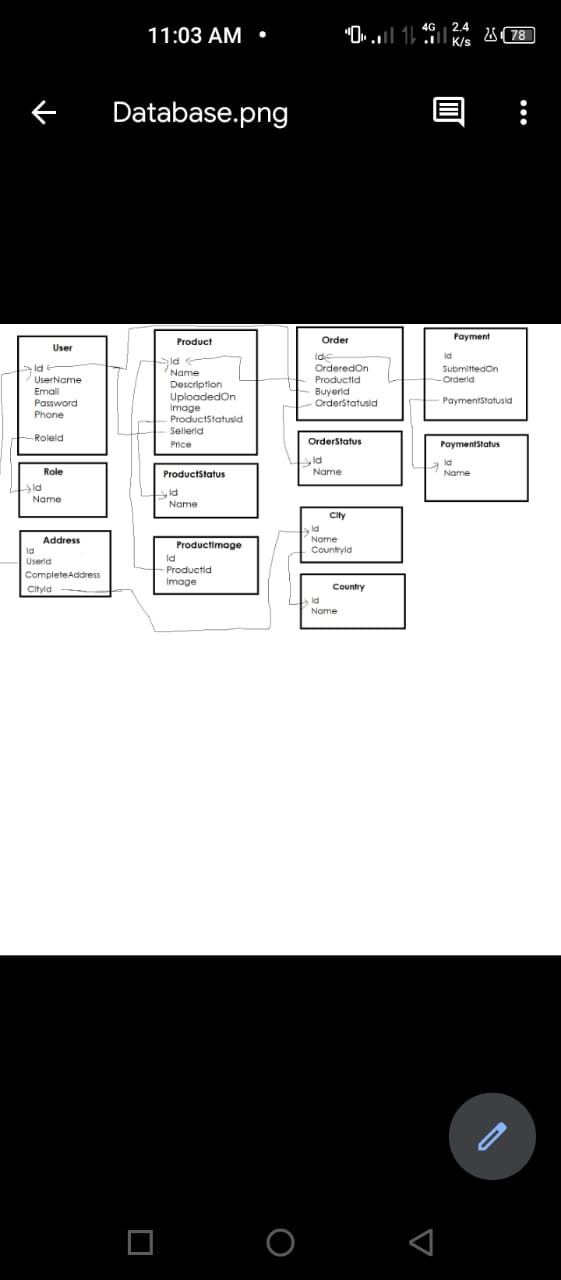 11:03 AM •
4G
2.4
K/s
78
Database.png
User
Id
UserName
Email
Password
Phone
RoleId
Role
Id
Name
Address
Id
UserId
CompleteAddress
CityId
Product
Id
Name
Description
UploadedOn
Image
ProductStatusId
SellerId
Price
ProductStatus
Id
Name
ProductImage
Id
ProductId
Image
Order
Id
OrderedOn
ProductId
BuyerId
OrderStatusId
OrderStatus
Id
Name
City
Id
Name
CountryId
Country
Id
Name
Payment
Id
SubmittedOn
OrderId
PaymentStatusId
PaymentStatus
Id
Name